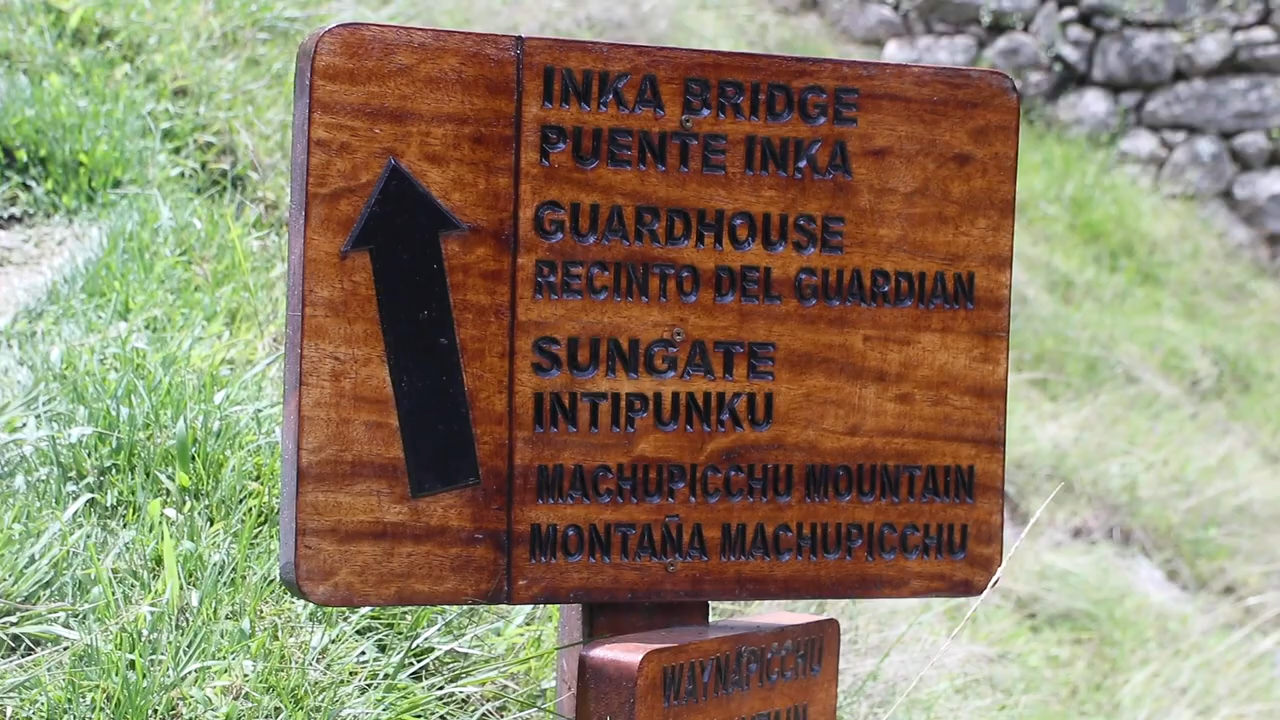 INKA BRIDGE
PUENTE INKA
GUARDHOUSE
RECINTO DEL GUARDIAN
SUNGATE
INTIPUNKU
MACHUPICCHU MOUNTAIN
MONTAÑA MACHUPICCHU
WAYNAPICCHU